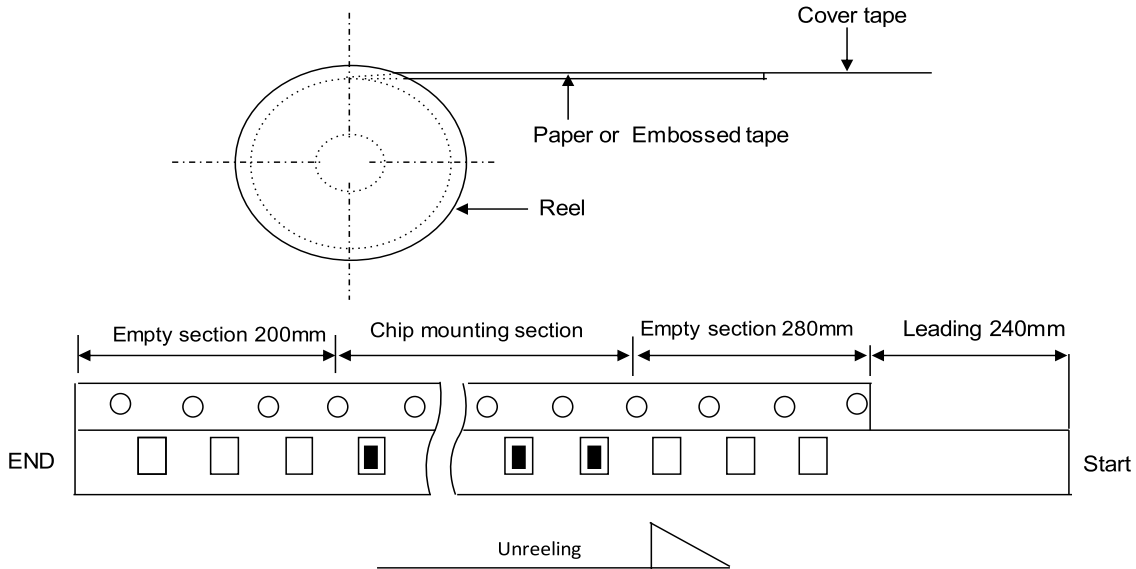 Cover tape
Paper or Embossed tape
Reel
Empty section 200mm
Chip mounting section
Empty section 280mm
Leading 240mm
END
Start
Unreeling